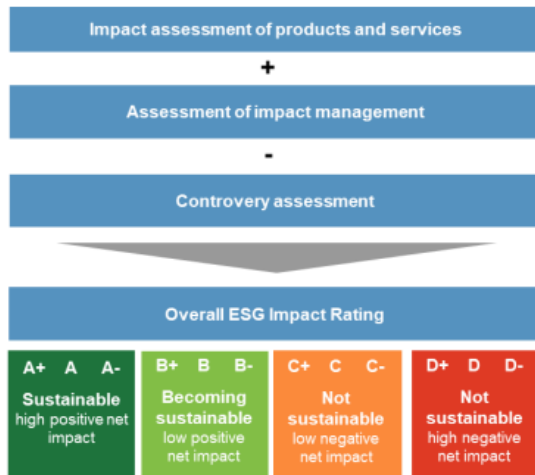 Impact assessment of products and services
+
Assessment of impact management
-
Controvery assessment
Overall ESG Impact Rating
A+ A A-
Sustainable
high positive net
impact
B+ B B-
Becoming
sustainable
low positive
net impact
C+ C C-
Not
sustainable
low negative
net impact
D+ D D-
Not
sustainable
high negative
net impact